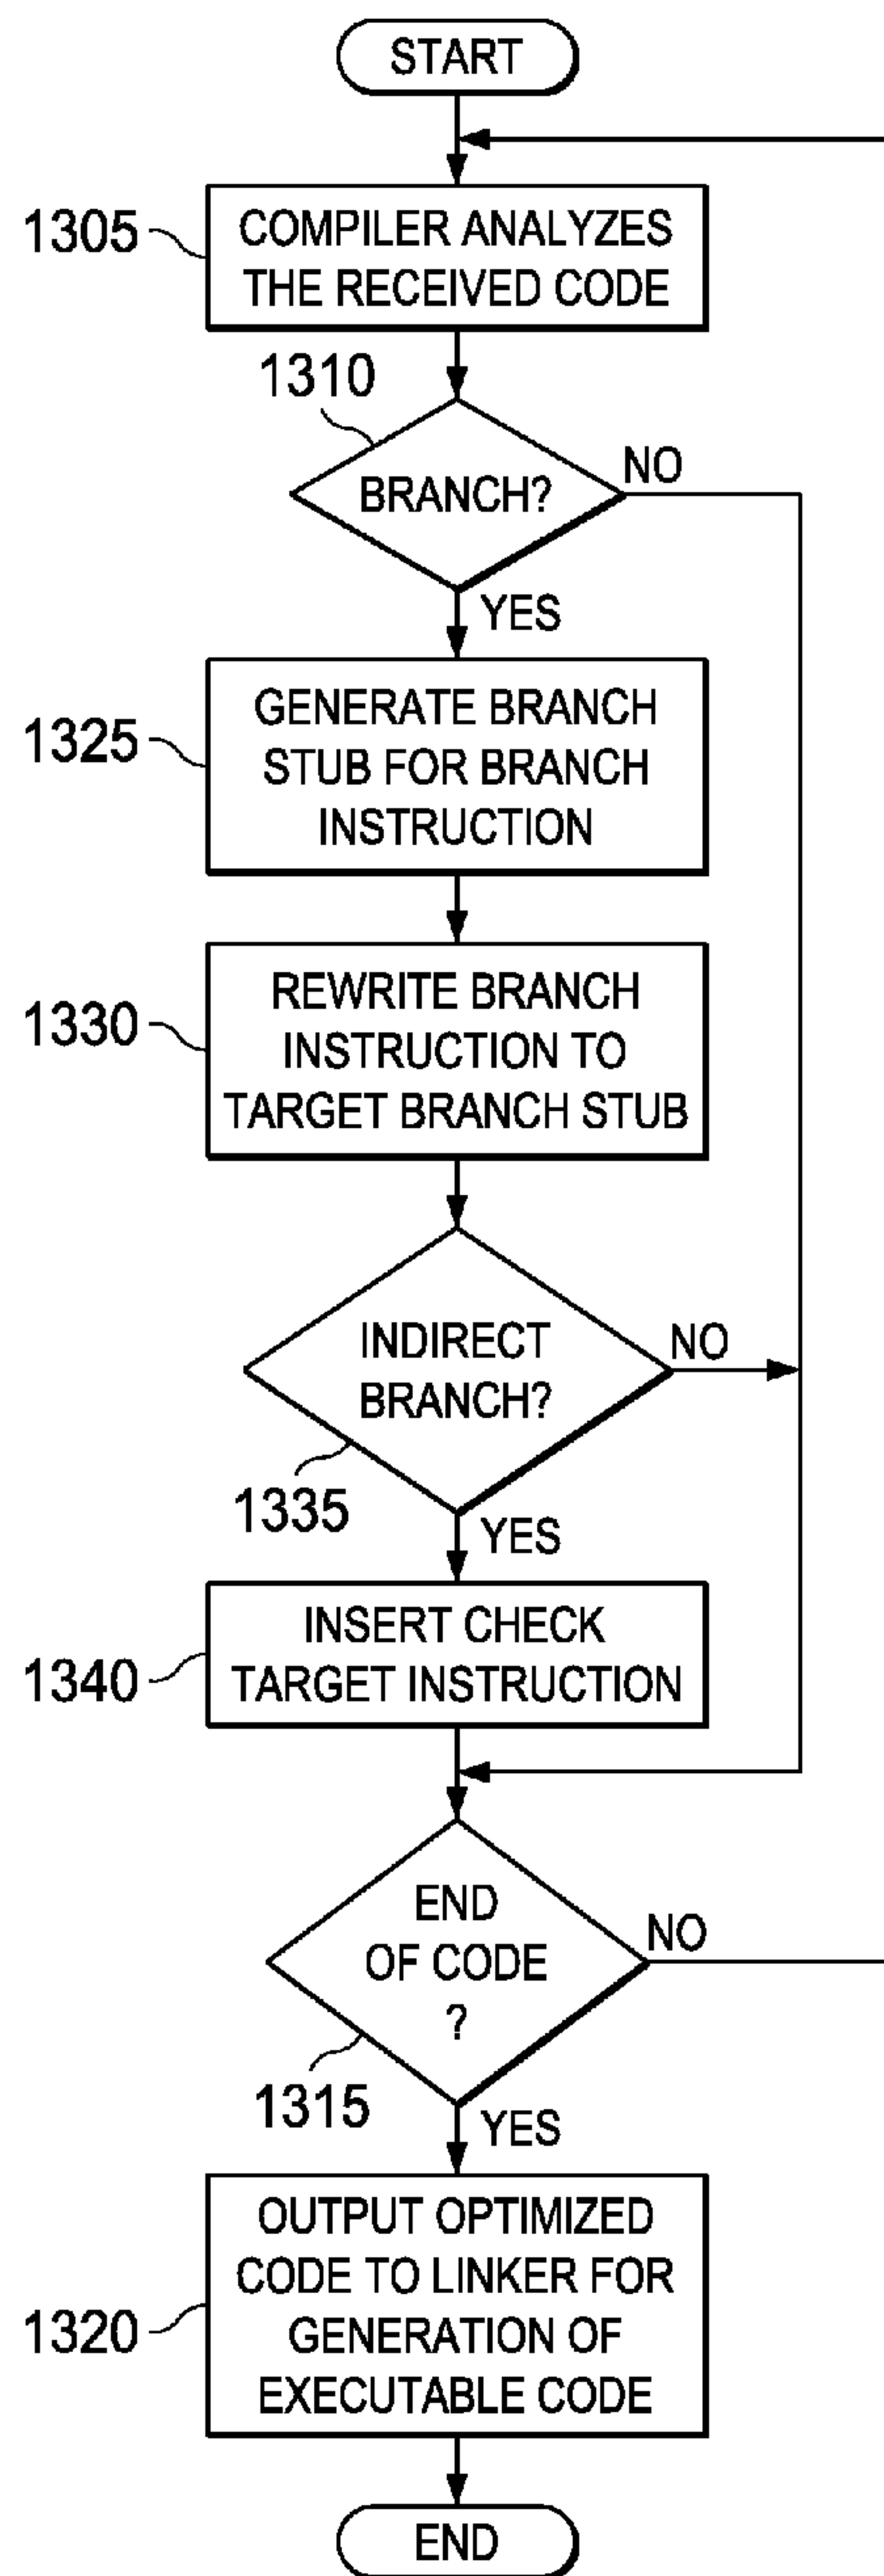 START
1305
COMPILER ANALYZES
THE RECEIVED CODE
1310
BRANCH?
NO
YES
1325
GENERATE BRANCH
STUB FOR BRANCH
INSTRUCTION
1330
REWRITE BRANCH
INSTRUCTION TO
TARGET BRANCH STUB
INDIRECT
BRANCH?
NO
1335
YES
1340
INSERT CHECK
TARGET INSTRUCTION
END
OF CODE
?
NO
1315
YES
1320
OUTPUT OPTIMIZED
CODE TO LINKER FOR
GENERATION OF
EXECUTABLE CODE
END